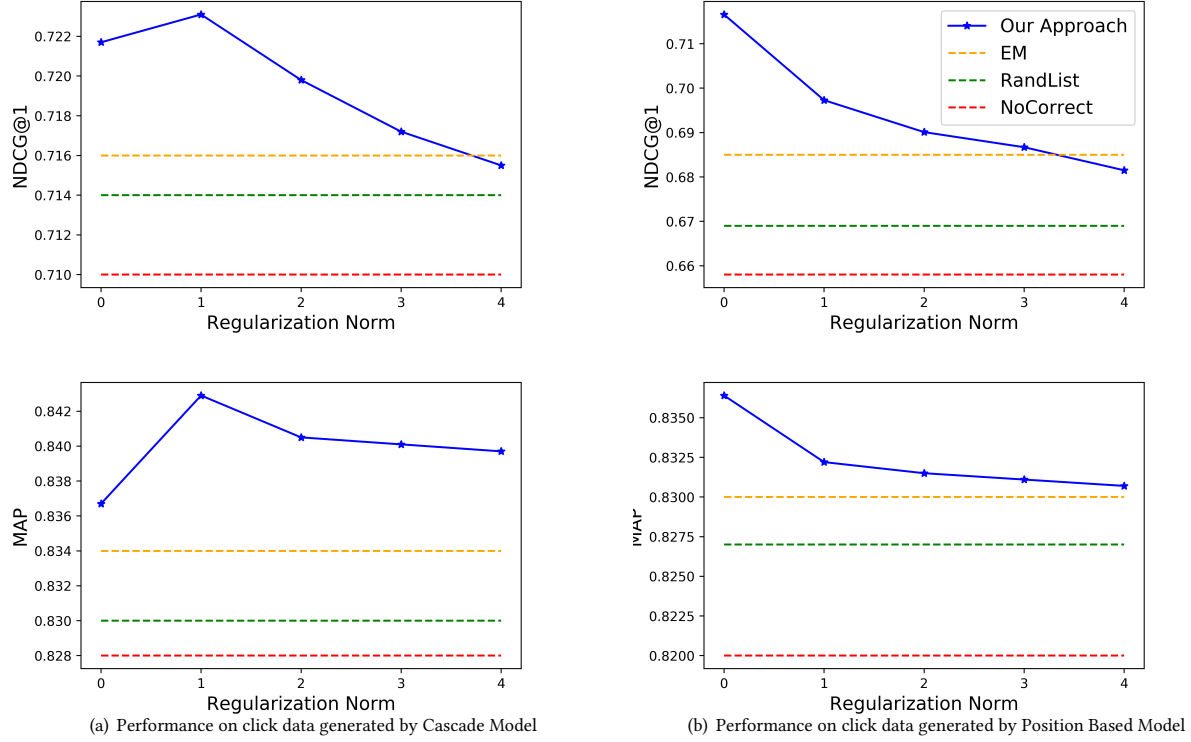 0.722
0.720
0.718
0.716
0.714
0.712
0.710
NDCG@1
0 1 2 3 4
Regularization Norm
0.71
0.70
0.69
0.68
0.67
0.66
NDCG@1
Our Approach
EM
RandList
NoCorrect
0 1 2 3 4
Regularization Norm
0.842
0.840
0.838
0.836
0.834
0.832
0.830
0.828
MAP
0 1 2 3 4
Regularization Norm
(a) Performance on click data generated by Cascade Model
0.8350
0.8325
0.8300
0.8275
0.8250
0.8225
0.8200
MAP
0 1 2 3 4
Regularization Norm
(b) Performance on click data generated by Position Based Model